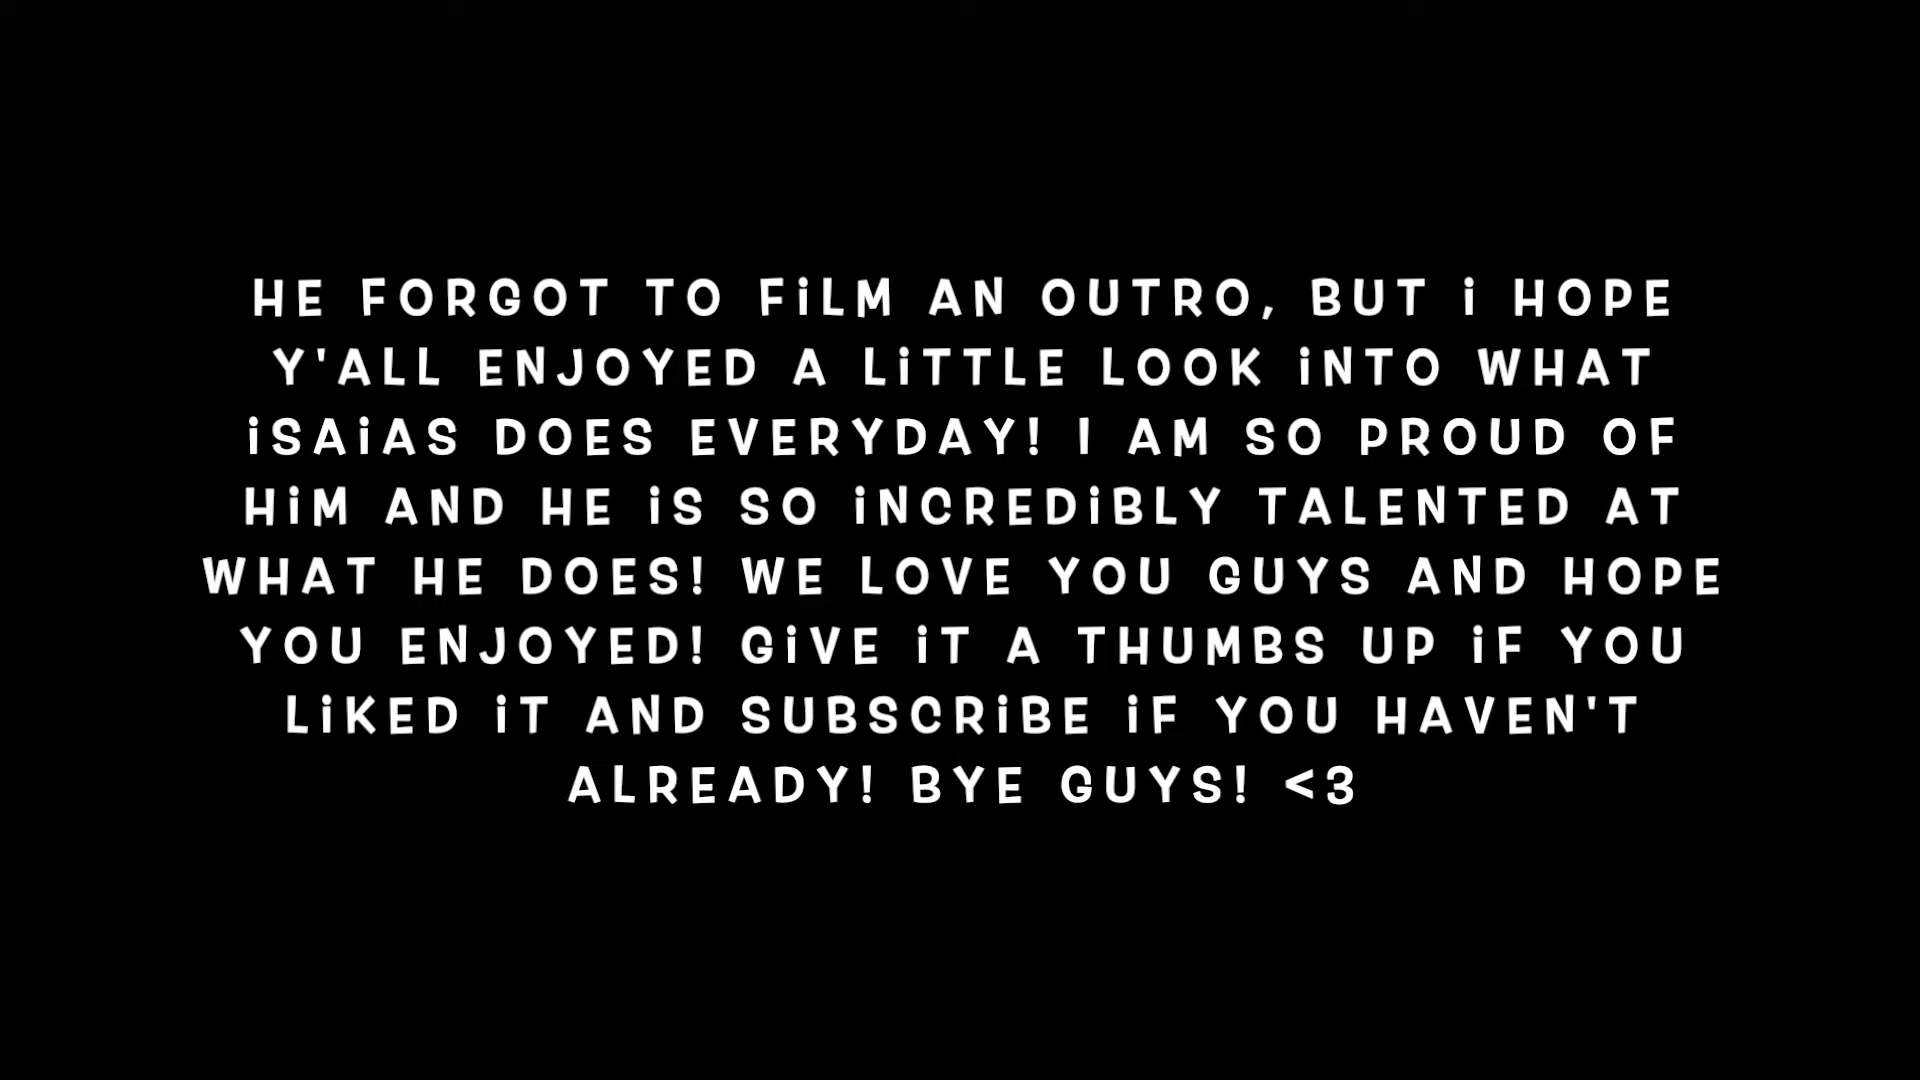 HE FORGOT TO FiLM AN OUTRO, BUT i HOPE
Y'ALL ENJOYED A LiTTLE LOOK iNTO WHAT
iSAiAS DOES EVERYDAY! I AM SO PROUD OF
HiM AND HE iS SO iNCREDiBLY TALENTED AT
WHAT HE DOES! WE LOVE YOU GUYS AND HOPE
YOU ENJOYED! GiVE iT A THUMBS UP iF YOU
LiKED iT AND SUBSCRiBE iF YOU HAVEN'T
ALREADY! BYE GUYS! <3